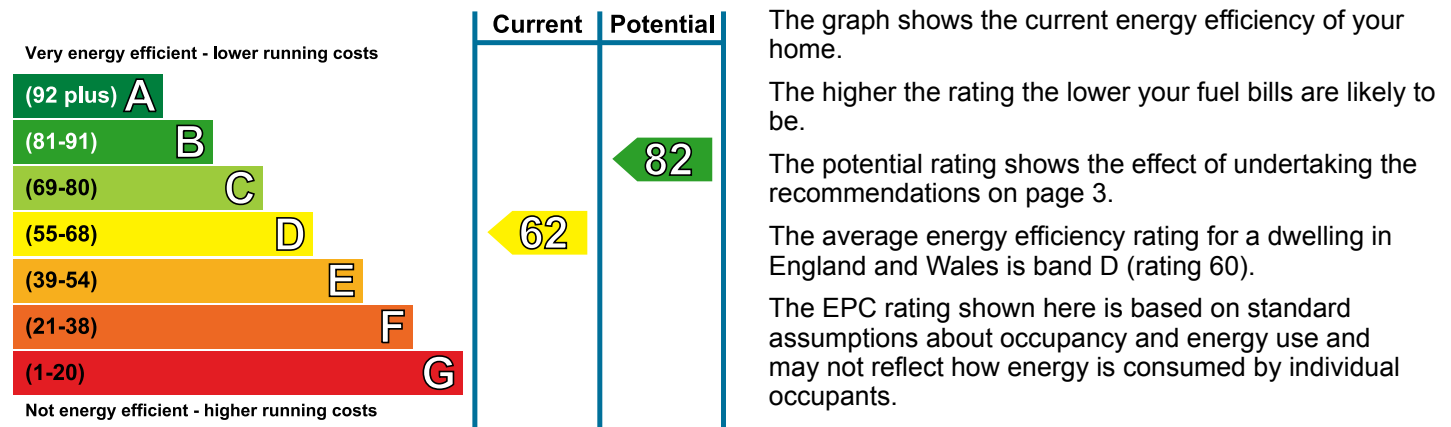 Current Potential
Very energy efficient - lower running costs
(92 plus) A
(81-91) B
(69-80) C
(55-68) D
(39-54) E
(21-38) F
(1-20) G
Not energy efficient - higher running costs
82
62
The graph shows the current energy efficiency of your
home.
The higher the rating the lower your fuel bills are likely to
be.
The potential rating shows the effect of undertaking the
recommendations on page 3.
The average energy efficiency rating for a dwelling in
England and Wales is band D (rating 60).
The EPC rating shown here is based on standard
assumptions about occupancy and energy use and
may not reflect how energy is consumed by individual
occupants.